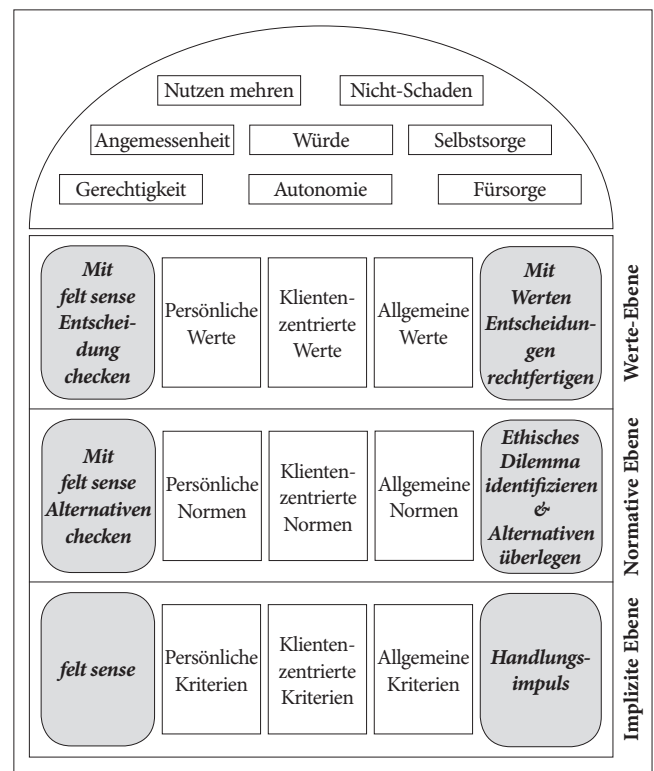 Nutzen mehren
Nicht-Schaden
Angemessenheit
Würde
Selbstsorge
Gerechtigkeit
Autonomie
Fürsorge
Mit
felt sense
Entschei-
dung
checken
Persönliche
Werte
Klienten-
zentrierte
Werte
Allgemeine
Werte
Mit
Werten
Entscheidun-
gen
rechtfertigen
Werte-Ebene
Mit
felt sense
Alternativen
checken
Persönliche
Normen
Klienten-
zentrierte
Normen
Allgemeine
Normen
Ethisches
Dilemma
identifizieren
&
Alternativen
überlegen
Normative Ebene
felt sense
Persönliche
Kriterien
Klienten-
zentrierte
Kriterien
Allgemeine
Kriterien
Handlungs-
impuls
Implizite Ebene